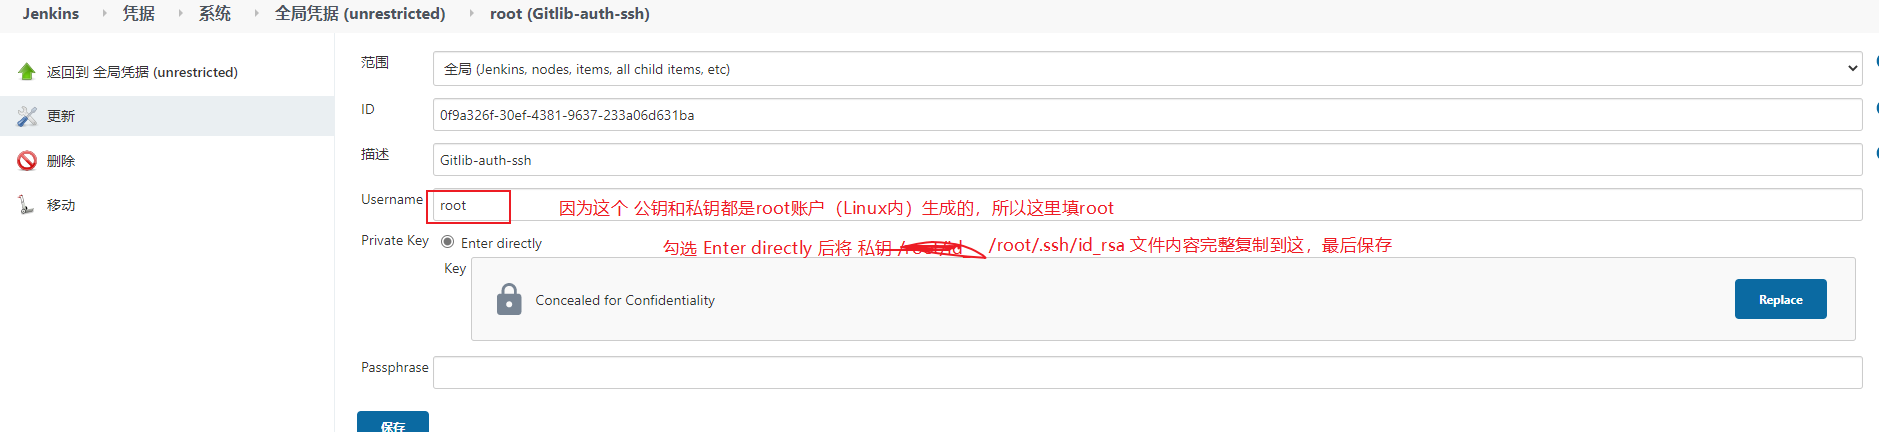 Jenkins 凭据 系统 全局凭据 (unrestricted) root (Gitlib-auth-ssh)
返回到 全局凭据 (unrestricted)
更新
删除
移动
范围 全局 (Jenkins, nodes, items, all child items, etc)
ID 0f9a326f-30ef-4381-9637-233a06d631ba
描述 Gitlib-auth-ssh
Username root 因为这个 公钥和私钥都是root账户（Linux内）生成的，所以这里填root
Private Key Enter directly
勾选 Enter directly 后将 私钥 /root/.ssh/id_rsa 文件内容完整复制到这，最后保存
Key Concealed for Confidentiality Replace
Passphrase
保存